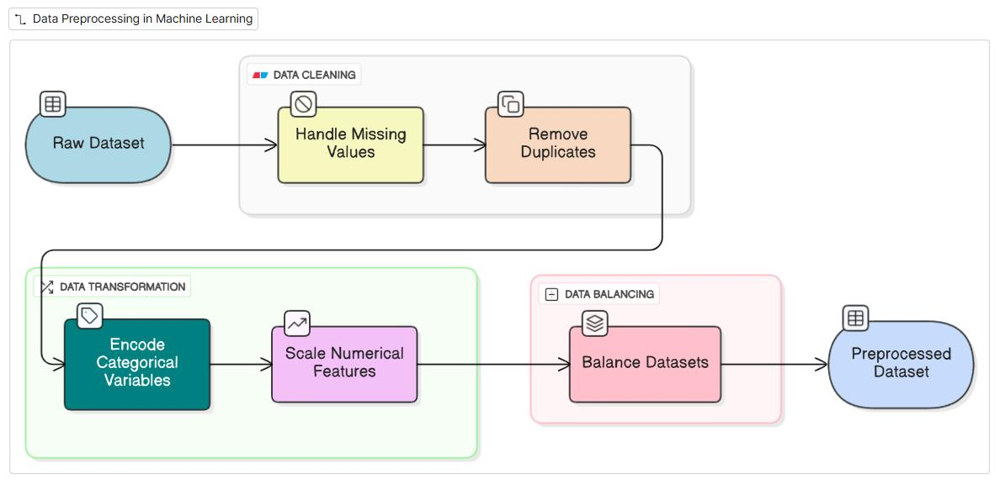 Data Preprocessing in Machine Learning
DATA CLEANING
Raw Dataset
Handle Missing
Values
Remove
Duplicates
DATA TRANSFORMATION
Encode
Categorical
Variables
Scale Numerical
Features
DATA BALANCING
Balance Datasets
Preprocessed
Dataset